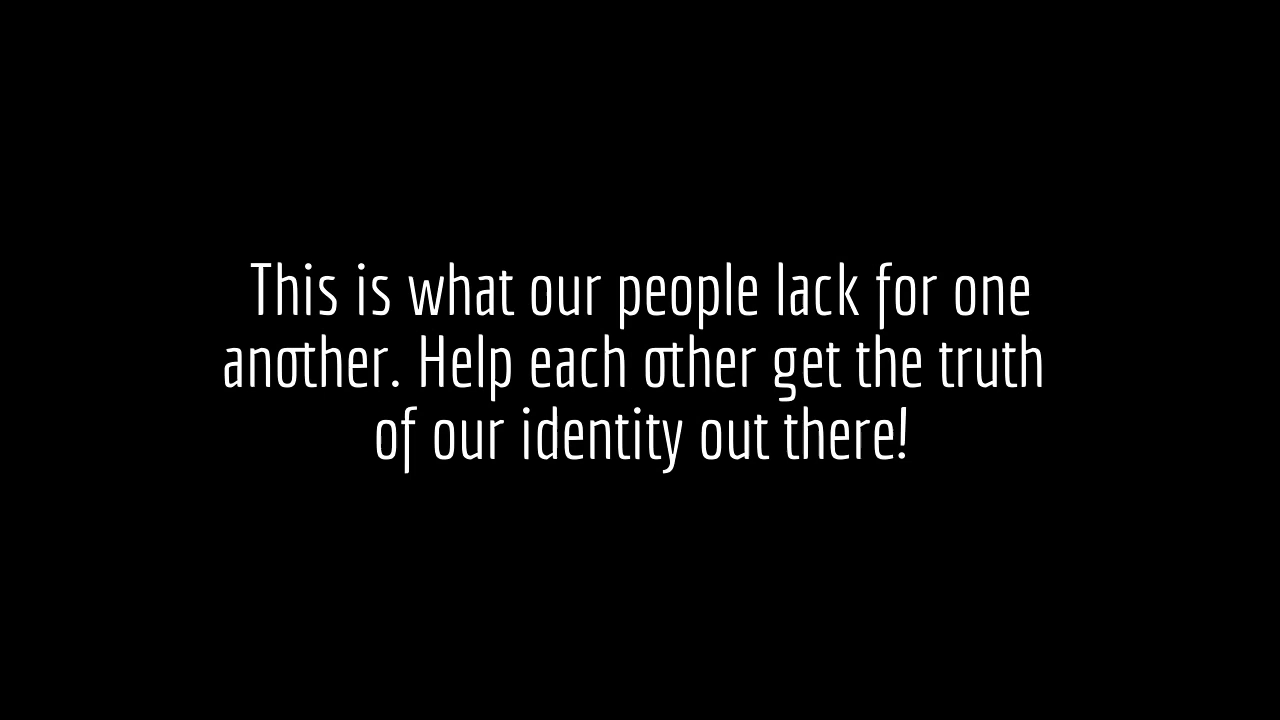 This is what our people lack for one
another. Help each other get the truth
of our identity out there!